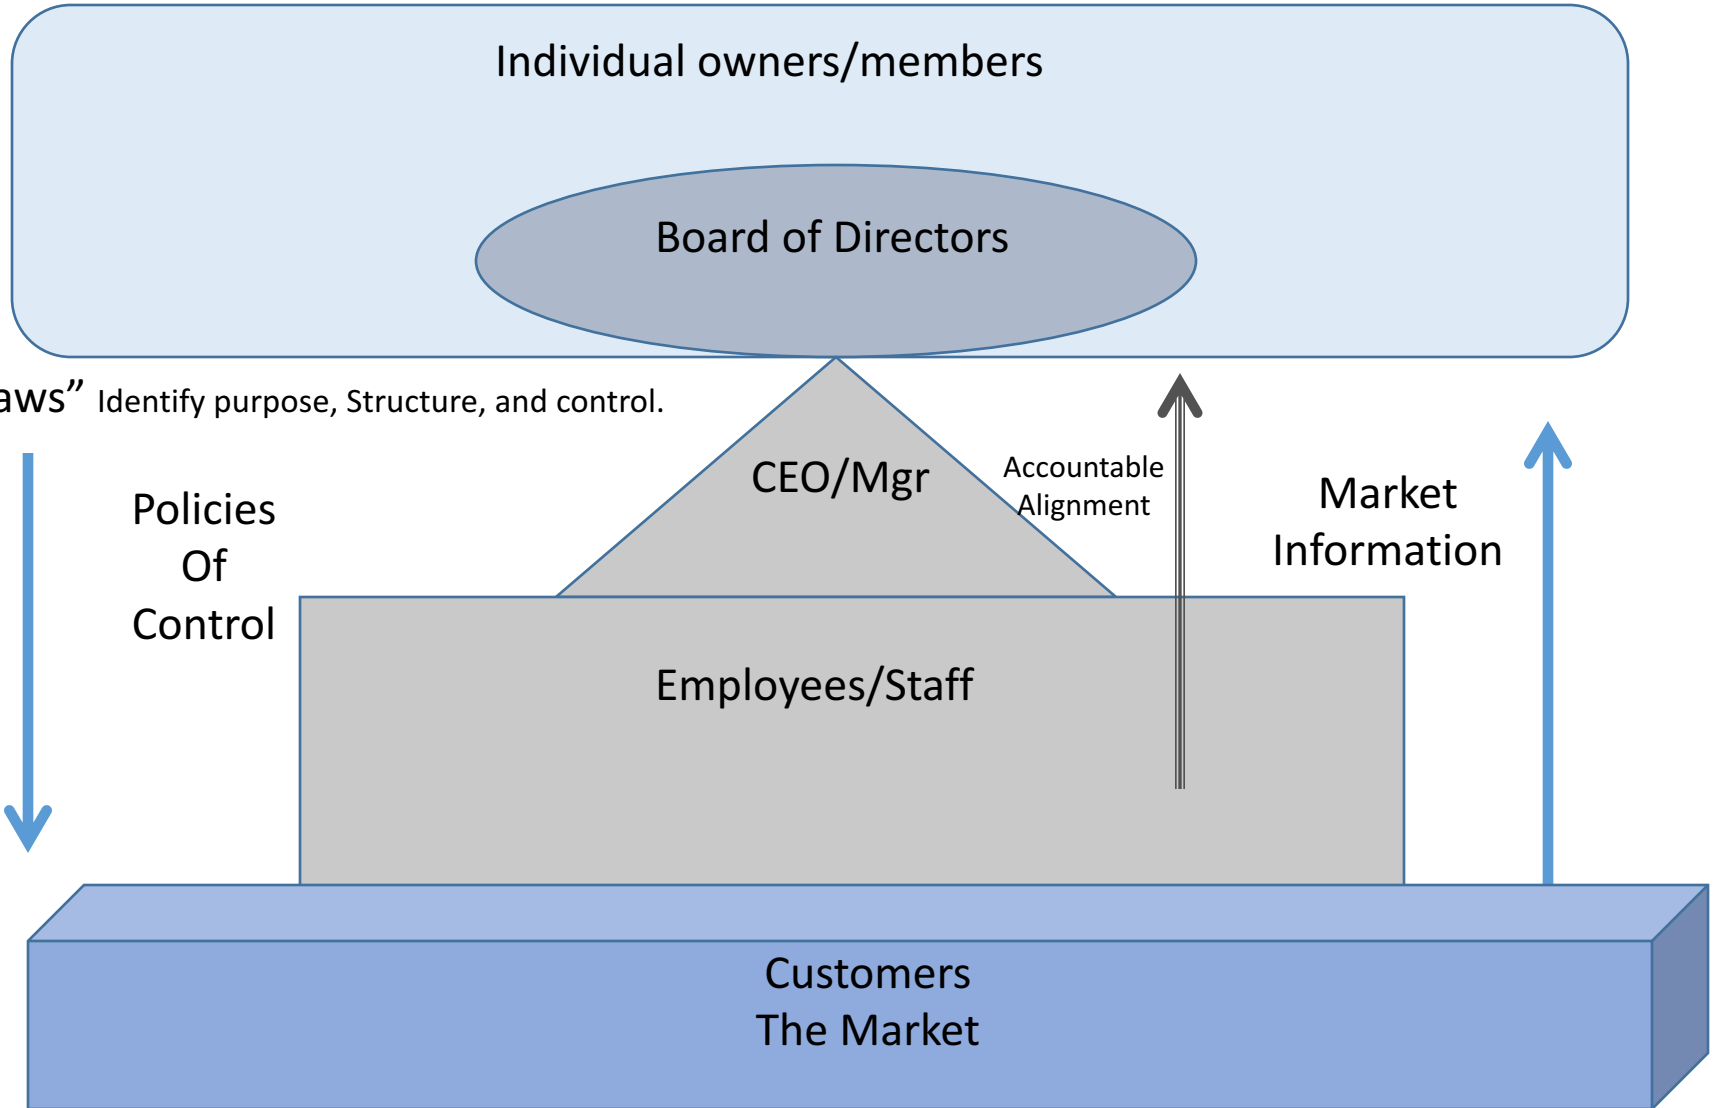 Individual owners/members
Board of Directors
aws” Identify purpose, Structure, and control.
CEO/Mgr
Accountable
Alignment
Policies
Of
Control
Market
Information
Employees/Staff
Customers
The Market